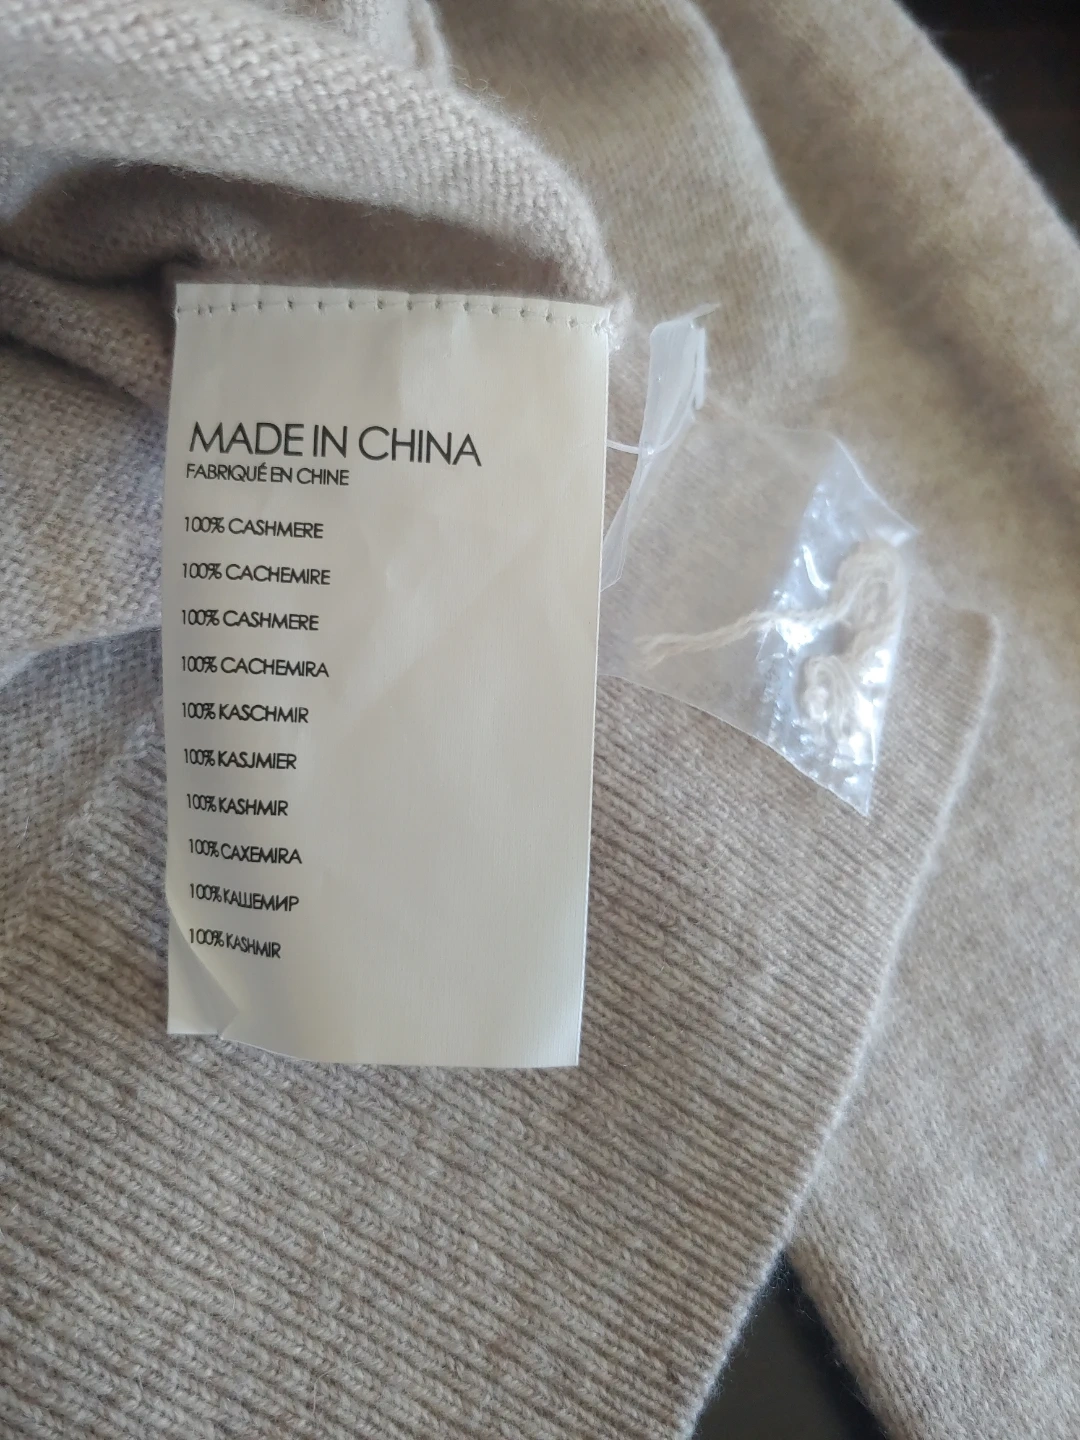 MADE IN CHINA
FABRIQUÉ EN CHINE
100% CASHMERE
100% CACHEMIRE
100% CASHMERE
100% CACHEMIRA
100% KASCHMIR
100% KASJMIER
100% KASHMIR
100% CAXEMIRA
100% КАШЕМИР
100% KASHMIR